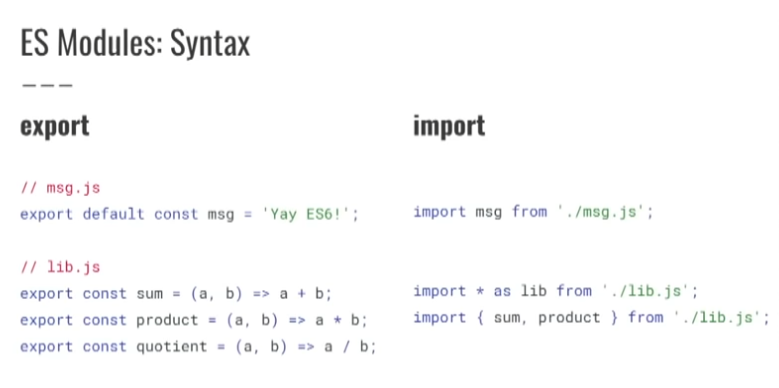 ES Modules: Syntax
———
export
// msg.js
export default const msg = 'Yay ES6!';
// lib.js
export const sum = (a, b) => a + b;
export const product = (a, b) => a * b;
export const quotient = (a, b) => a / b;
import
import msg from './msg.js';
import * as lib from './lib.js';
import { sum, product } from './lib.js';